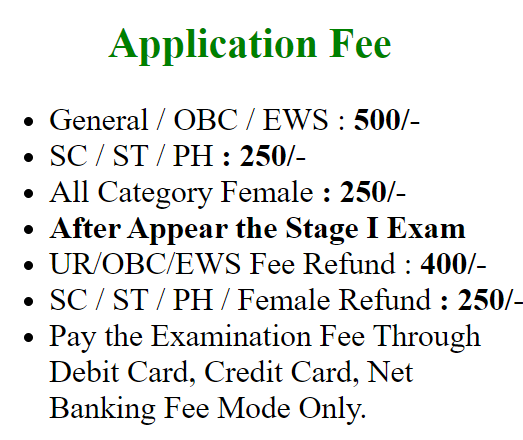 Application Fee
General / OBC / EWS : 500/-
SC / ST / PH : 250/-
All Category Female : 250/-
After Appear the Stage I Exam
UR/OBC/EWS Fee Refund : 400/-
SC / ST / PH / Female Refund : 250/-
Pay the Examination Fee Through
Debit Card, Credit Card, Net
Banking Fee Mode Only.